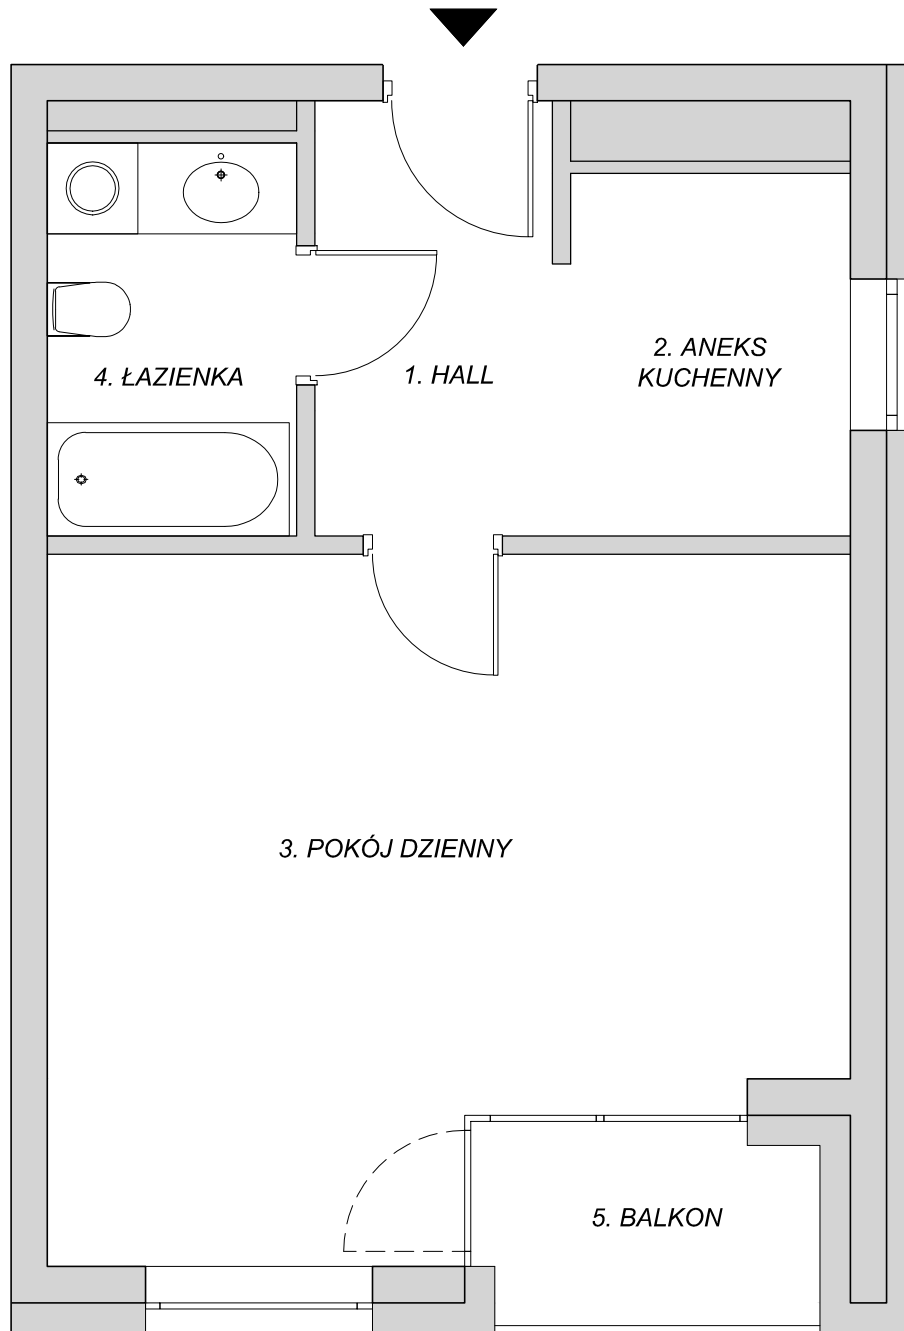 2. ANEKS
KUCHENNY
4. ŁAZIENKA
1. HALL
3. POKÓJ DZIENNY
5. BALKON